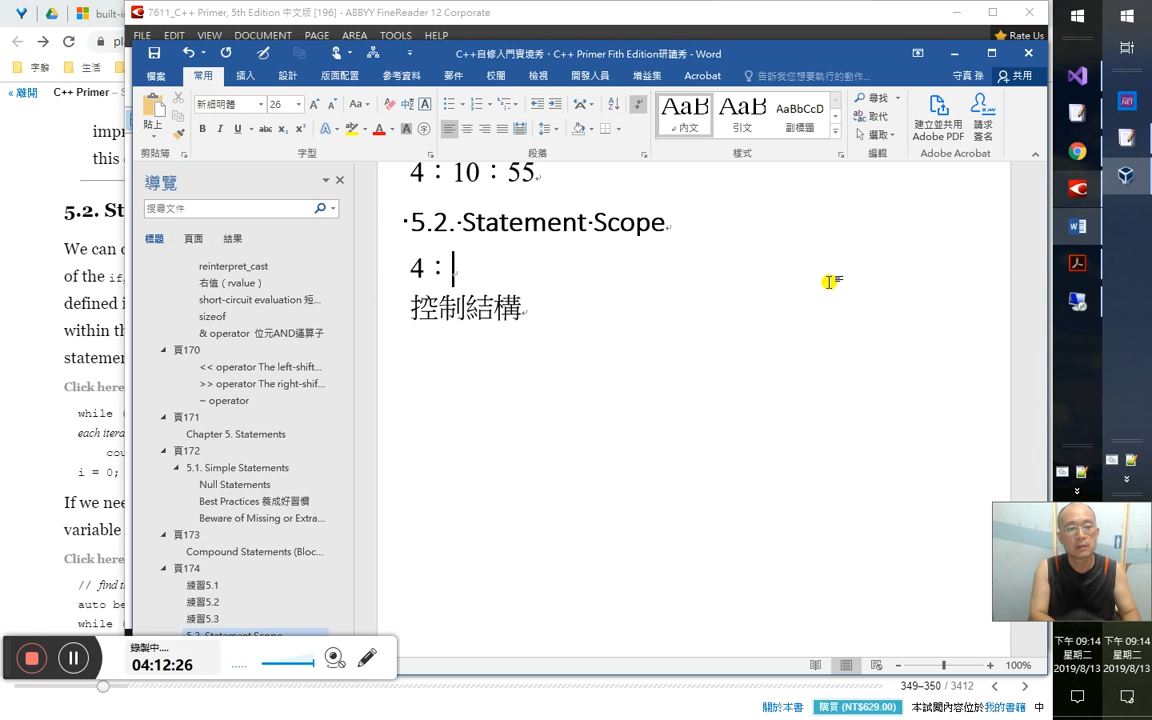 built-in
7611_C++ Primer, 5th Edition 中文版 [196] - ABBYY FineReader 12 Corporate
FILE EDIT VIEW DOCUMENT PAGE AREA TOOLS HELP
Rate Us
C++自修入門實境秀、C++ Primer Fith Edition研讀秀 - Word
檔案 常用 插入 設計 版面配置 參考資料 郵件 校閱 檢視 開發人員 增益集 Acrobat
告訴我您想要執行的動作...
守真 孫
共用
字辭 生活
« 離開
C++ Primer
貼上
新細明體
26
AaB AaB AaBbCcD
內文 引文 副標題
尋找
取代
選取
建立並共用
Adobe PDF
請求
簽名
剪貼簿 字型 段落 樣式 編輯 Adobe Acrobat
impr
this
5.2. St
We can
of the if,
defined i
within th
statemen
Click here
while (
each itera
cou
i = 0;
If we nee
variable
Click here
// find t
auto be
while (
導覽
搜尋文件
標題 頁面 結果
reinterpret_cast
右值（rvalue）
short-circuit evaluation 短...
sizeof
& operator 位元AND運算子
頁170
<< operator The left-shift...
>> operator The right-shif...
~ operator
頁171
Chapter 5. Statements
頁172
5.1. Simple Statements
Null Statements
Best Practices 養成好習慣
Beware of Missing or Extra...
頁173
Compound Statements (Bloc...
頁174
練習5.1
練習5.2
練習5.3
5.2. Statement Scope
4：10：55
5.2. Statement Scope
4：
控制結構
錄製中....
04:12:26
100%
349–350 / 3412
關於本書
購買 (NT$629.00)
本試閱內容位於我的書籍 中
下午 09:14
星期二
2019/8/13
下午 09:14
星期二
2019/8/13